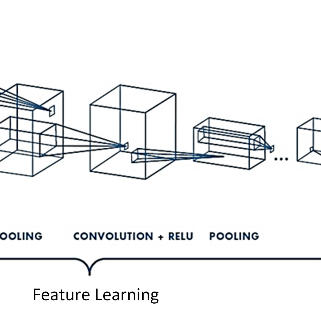 OOLING CONVOLUTION + RELU POOLING
Feature Learning